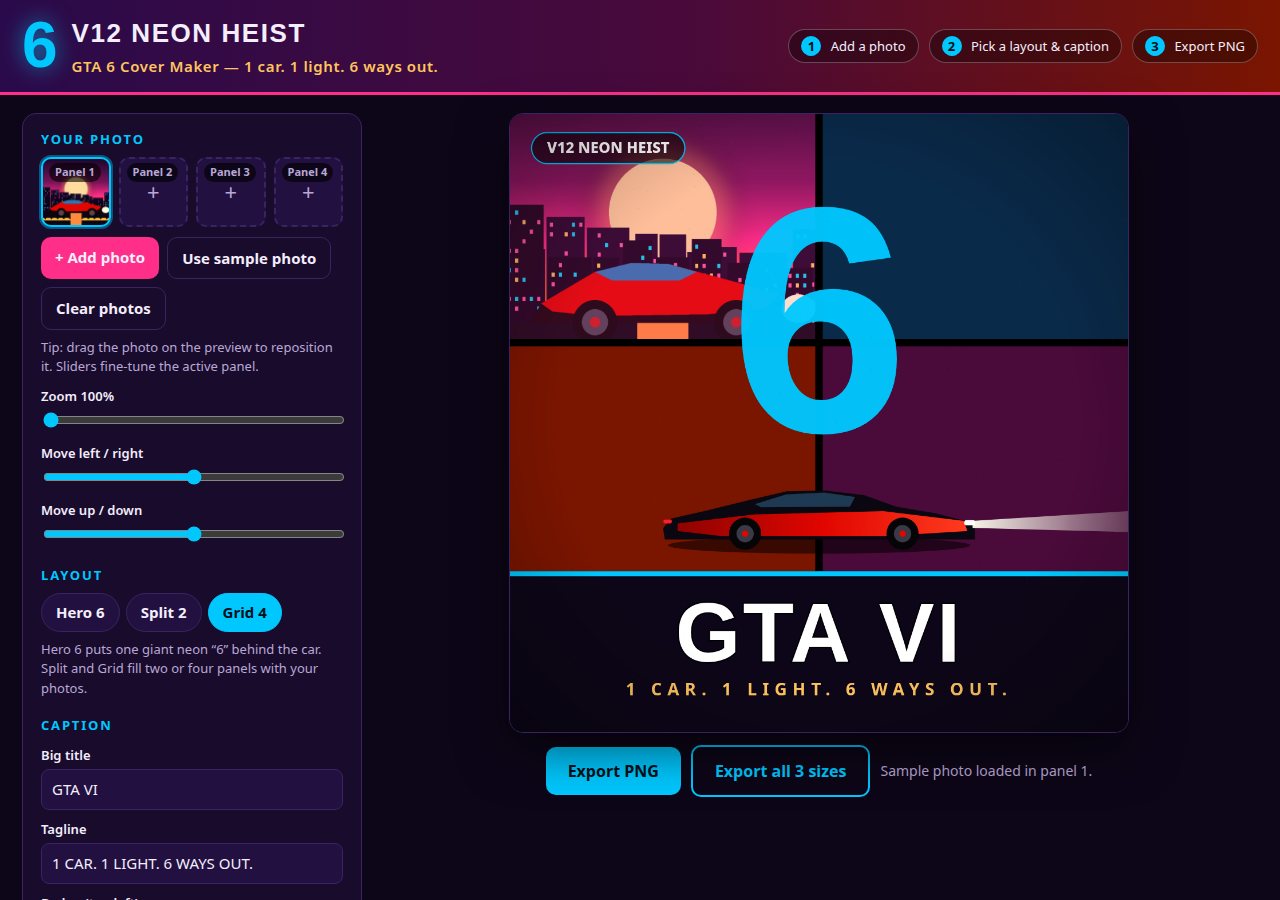 6
V12 NEON HEIST
GTA 6 Cover Maker — 1 car. 1 light. 6 ways out.
1 Add a photo
2 Pick a layout & caption
3 Export PNG
YOUR PHOTO
Panel 1
Panel 2
+
Panel 3
+
Panel 4
+
+ Add photo
Use sample photo
Clear photos
Tip: drag the photo on the preview to reposition
it. Sliders fine-tune the active panel.
Zoom 100%
Move left / right
Move up / down
LAYOUT
Hero 6
Split 2
Grid 4
Hero 6 puts one giant neon “6” behind the car.
Split and Grid fill two or four panels with your
photos.
CAPTION
Big title
GTA VI
Tagline
1 CAR. 1 LIGHT. 6 WAYS OUT.
V12 NEON HEIST
6
GTA VI
1 CAR. 1 LIGHT. 6 WAYS OUT.
Export PNG
Export all 3 sizes
Sample photo loaded in panel 1.